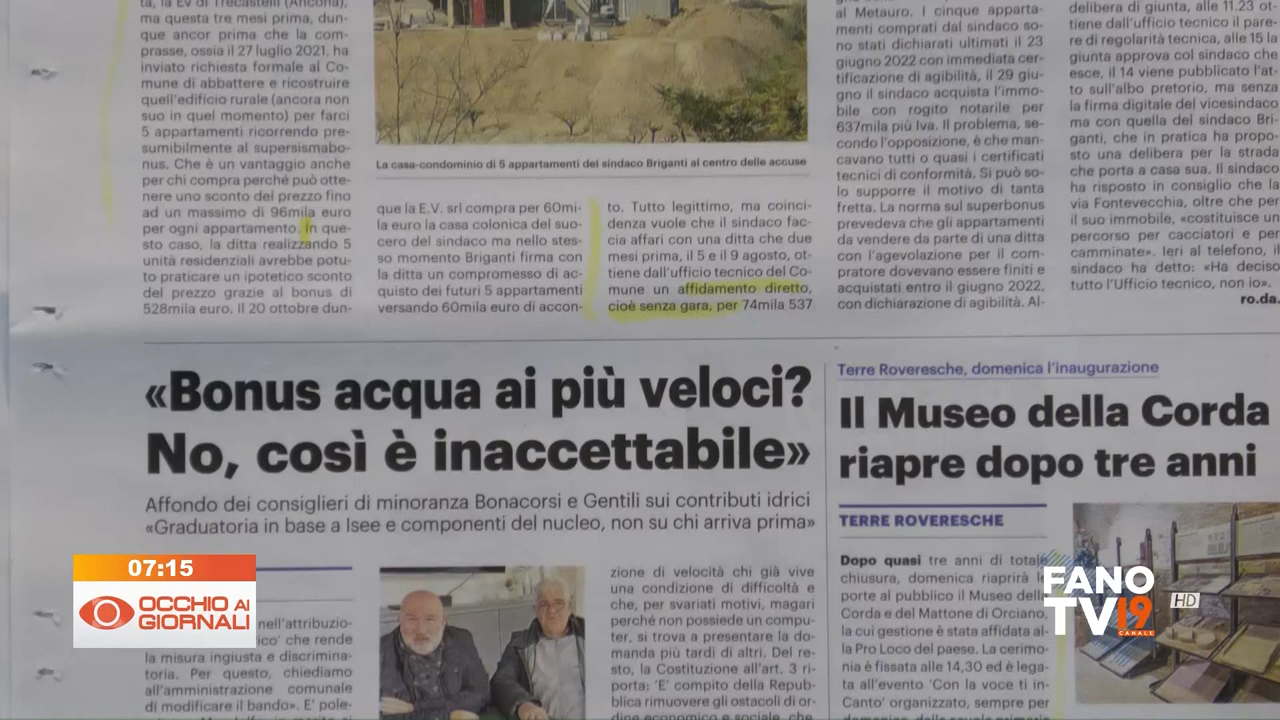 ta, la EV di Trecastelli (Ancona),
ma questa tre mesi prima, dun-
que ancor prima che la com-
prasse, ossia il 27 luglio 2021, ha
inviato richiesta formale al Co-
mune di abbattere e ricostruire
quell'edificio rurale (ancora non
suo in quel momento) per farci
5 appartamenti ricorrendo pre-
sumibilmente al supersismabo-
nus. Che è un vantaggio anche
per chi compra perché può otte-
nere uno sconto del prezzo fino
ad un massimo di 96mila euro
per ogni appartamento. In que-
sto caso, la ditta realizzando 5
unità residenziali avrebbe potu-
to praticare un ipotetico sconto
del prezzo grazie al bonus di
528mila euro. Il 20 ottobre dun-
La casa-condominio di 5 appartamenti del sindaco Briganti al centro delle accuse
que la E.V. srl compra per 60mi-
la euro la casa colonica del suo-
cero del sindaco ma nello stes-
so momento Briganti firma con
la ditta un compromesso di ac-
quisto dei futuri 5 appartamenti
versando 60mila euro di accon-
to. Tutto legittimo, ma coinci-
denza vuole che il sindaco fac-
cia affari con una ditta che due
mesi prima, il 5 e il 9 agosto, ot-
tiene dall'ufficio tecnico del Co-
mune un affidamento diretto,
cioè senza gara, per 74mila 537
al Metauro. I cinque apparta-
menti comprati dal sindaco so-
no stati dichiarati ultimati il 23
giugno 2022 con immediata cer-
tificazione di agibilità, il 29 giu-
gno il sindaco acquista l'immo-
bile con rogito notarile per
637mila più Iva. Il problema, se-
condo l'opposizione, è che man-
cavano tutti o quasi i certificati
tecnici di conformità. Si può so-
lo supporre il motivo di tanta
fretta. La norma sul superbonus
prevedeva che gli appartamenti
da vendere da parte di una ditta
con l'agevolazione per il com-
pratore dovevano essere finiti e
acquistati entro il giugno 2022,
con dichiarazione di agibilità. Al-
delibera di giunta, alle 11.23 ot-
tiene dall'ufficio tecnico il pare-
re di regolarità tecnica, alle 15 la
giunta approva col sindaco che
esce, il 14 viene pubblicato l'at-
to sull'albo pretorio, ma senza
la firma digitale del vicesindaco
ma con quella del sindaco Bri-
ganti, che in pratica ha propo-
sto una delibera per la strada
che porta a casa sua. Il sindaco
ha risposto in consiglio che la
via Fontevecchia, oltre che per
il suo immobile, «costituisce un
percorso per cacciatori e per
camminate». Ieri al telefono, il
sindaco ha detto: «Ha deciso
tutto l'Ufficio tecnico, non io».
ro.da.
«Bonus acqua ai più veloci?
No, così è inaccettabile»
Affondo dei consiglieri di minoranza Bonacorsi e Gentili sui contributi idrici
«Graduatoria in base a Isee e componenti del nucleo, non su chi arriva prima»
nell'attribuzio-
che rende
la misura ingiusta e discrimina-
toria. Per questo, chiediamo
all'amministrazione comunale
di modificare il bando». E' pole-
zione di velocità chi già vive
una condizione di difficoltà e
che, per svariati motivi, magari
perché non possiede un compu-
ter, si trova a presentare la do-
manda più tardi di altri. Del re-
sto, la Costituzione all'art. 3 ri-
porta: 'E' compito della Repub-
blica rimuovere gli ostacoli di or-
dine economico e sociale, che
Terre Roveresche, domenica l'inaugurazione
Il Museo della Corda
riapre dopo tre anni
TERRE ROVERESCHE
Dopo quasi tre anni di totale
chiusura, domenica riaprirà le
porte al pubblico il Museo della
Corda e del Mattone di Orciano,
la cui gestione è stata affidata al-
la Pro Loco del paese. La cerimo-
nia è fissata alle 14,30 ed è lega-
ta all'evento 'Con la voce ti in-
Canto' organizzato, sempre per
07:15
OCCHIO AI
GIORNALI
FANO
TV 19
CANALE
HD